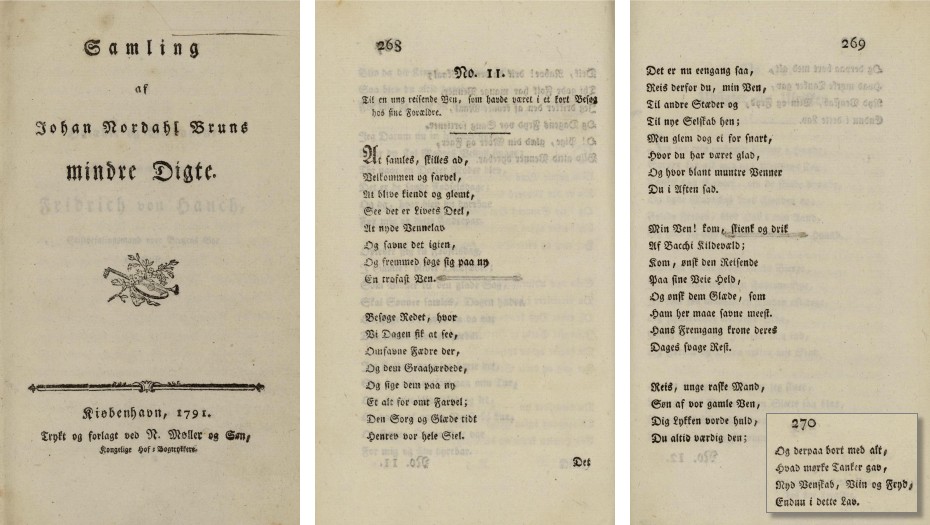 Samling
af
Johan Nordahl Bruns
mindre Digte.
Kiøbenhavn, 1791.
Trykt og forlagt ved N. Møller og Søn,
Kongelige Hof-Bogtrykkere.
268
No. 11.
Til en ung reisende Ven, som havde været i et kort Besøg
hos sine Forældre.
At samles, skilles ad,
Velkommen og farvel,
At blive kiendt og glemt,
See det er Livets Deel,
At nyde Vennelav
Og savne det igien,
Og fremmed søge sig paa ny
En trofast Ven.
Besøge Redet, hvor
Vi Dagen fik at see,
Omfavne Fædre der,
Og dem Graahærdede,
Og sige dem paa ny
Et alt for ømt Farvel;
Den Sorg og Glæde tidt
Henrev vor hele Siel.
Det
269
Det er nu eengang saa,
Reis derfor du, min Ven,
Til andre Stæder og
Til nye Selskab hen;
Men glem dog ei for snart,
Hvor du har været glad,
Og hvor blant muntre Venner
Du i Aften sad.
Min Ven! kom, skienk og drik
Af Bacchi Kildevæld;
Kom, ønsk den Reisende
Paa sine Veie Held,
Og ønsk dem Glæde, som
Ham her maae savne meest.
Hans Fremgang krone deres
Dages svage Rest.
Reis, unge raske Mand,
Søn af vor gamle Ven,
Dig Lykken vorde huld,
Du altid værdig den;
270
Og derpaa bort med alt,
Hvad mørke Tanker gav,
Nyd Venskab, Viin og Fryd,
Endnu i dette Lav.